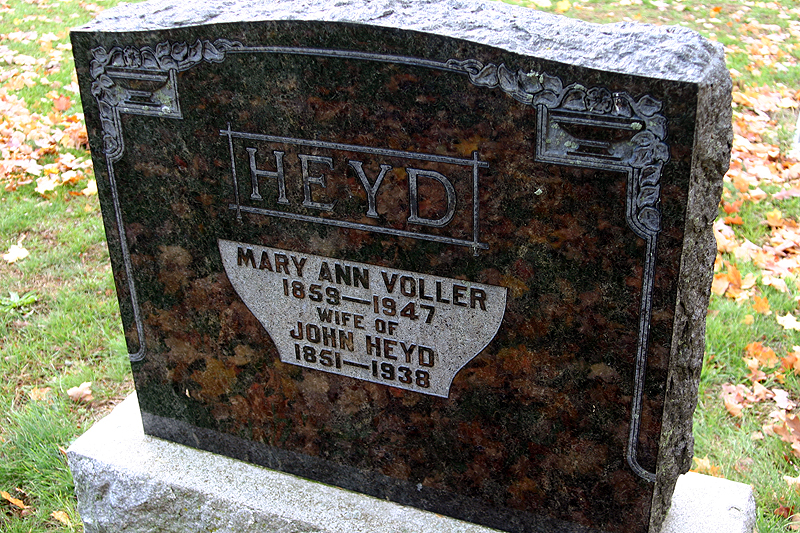 HEYD
MARY ANN VOLLER
1859—1947
WIFE OF
JOHN HEYD
1851—1938